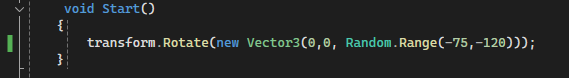 void Start()
{
transform.Rotate(new Vector3(0,0, Random.Range(-75,-120)));
}